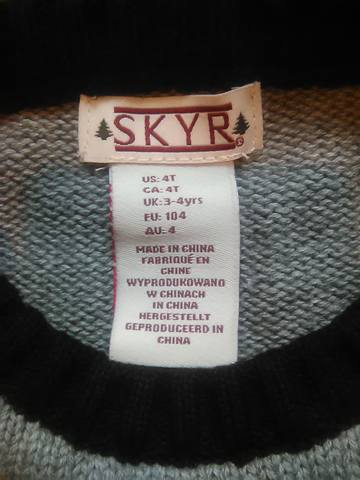 SKYR®
US: 4T
CA: 4T
UK: 3-4yrs
EU: 104
AU: 4
MADE IN CHINA
FABRIQUÉ EN
CHINE
WYPRODUKOWANO
W CHINACH
IN CHINA
HERGESTELLT
GEPRODUCEERD IN
CHINA